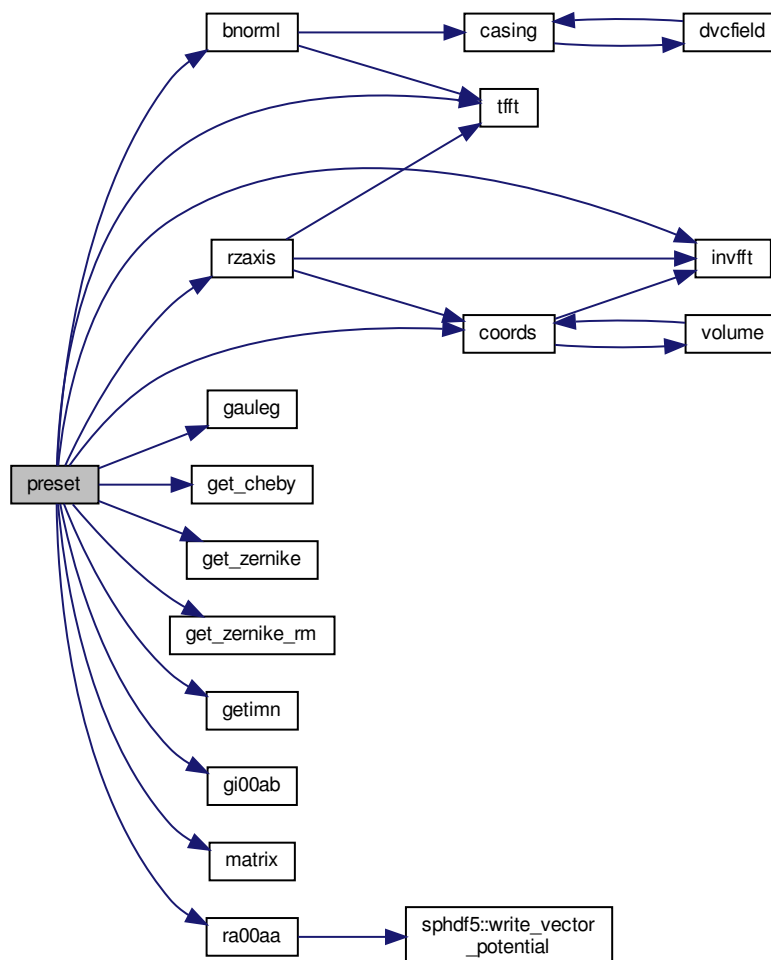 bnorml
casing
dvcfield
tfft
rzaxis
invfft
coords
volume
gauleg
preset
get_cheby
get_zernike
get_zernike_rm
getimn
gi00ab
matrix
ra00aa
sphdf5::write_vector
_potential